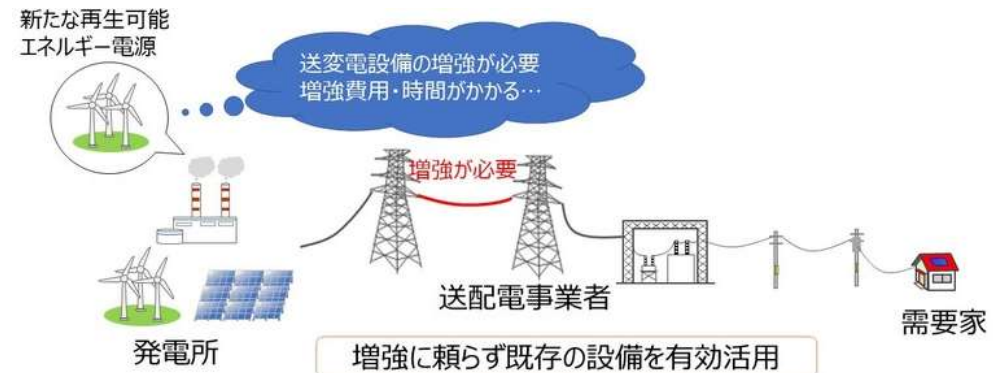 新たな再生可能
エネルギー電源
送変電設備の増強が必要
増強費用・時間がかかる…
増強が必要
送配電事業者
需要家
発電所
増強に頼らず既存の設備を有効活用